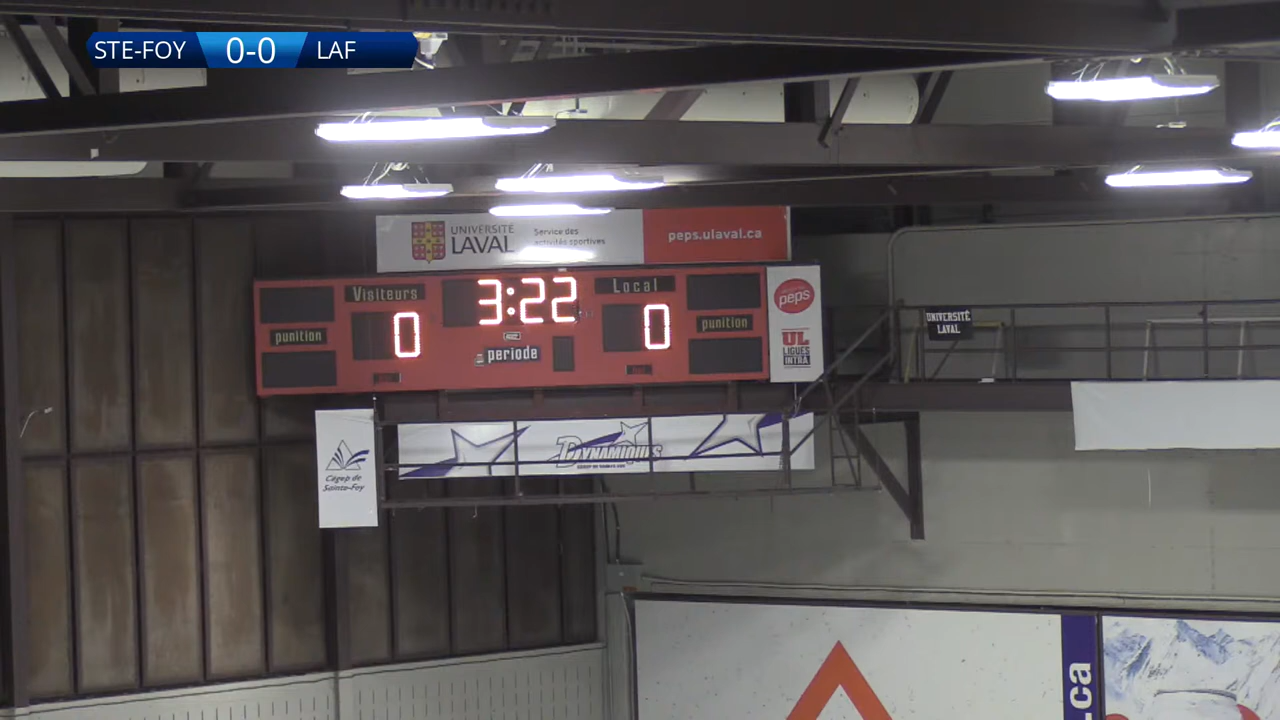 STE-FOY 0-0 LAF
UNIVERSITÉ
LAVAL
Service des
activités sportives
peps.ulaval.ca
Visiteurs
3:22
Local
0
0
punition
punition
periode
peps
UL
LIGUES
INTRA
UNIVERSITÉ
LAVAL
DYNAMIQUES
Cégep de
Sainte-Foy
.ca